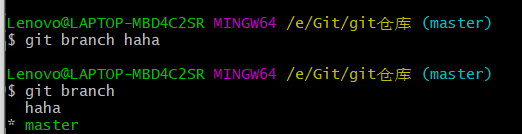 Lenovo@LAPTOP-MBD4C2SR MINGW64 /e/Git/git仓库 (master)
$ git branch haha
Lenovo@LAPTOP-MBD4C2SR MINGW64 /e/Git/git仓库 (master)
$ git branch
  haha
* master